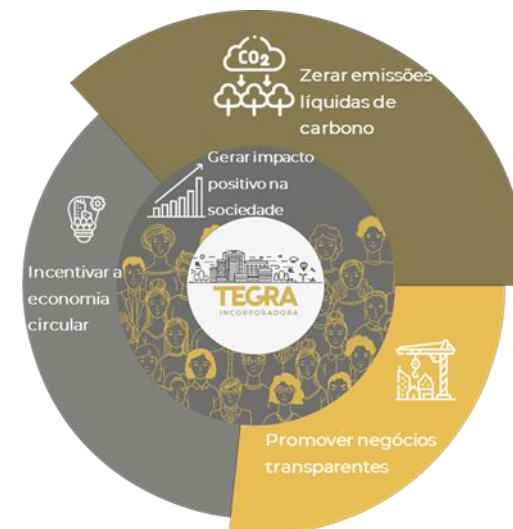 CO2
Zerar emissões
líquidas de
carbono
Gerar impacto
positivo na
sociedade
Incentivar a
economia
circular
TEGRA
INCORPORADORA
Promover negócios
transparentes